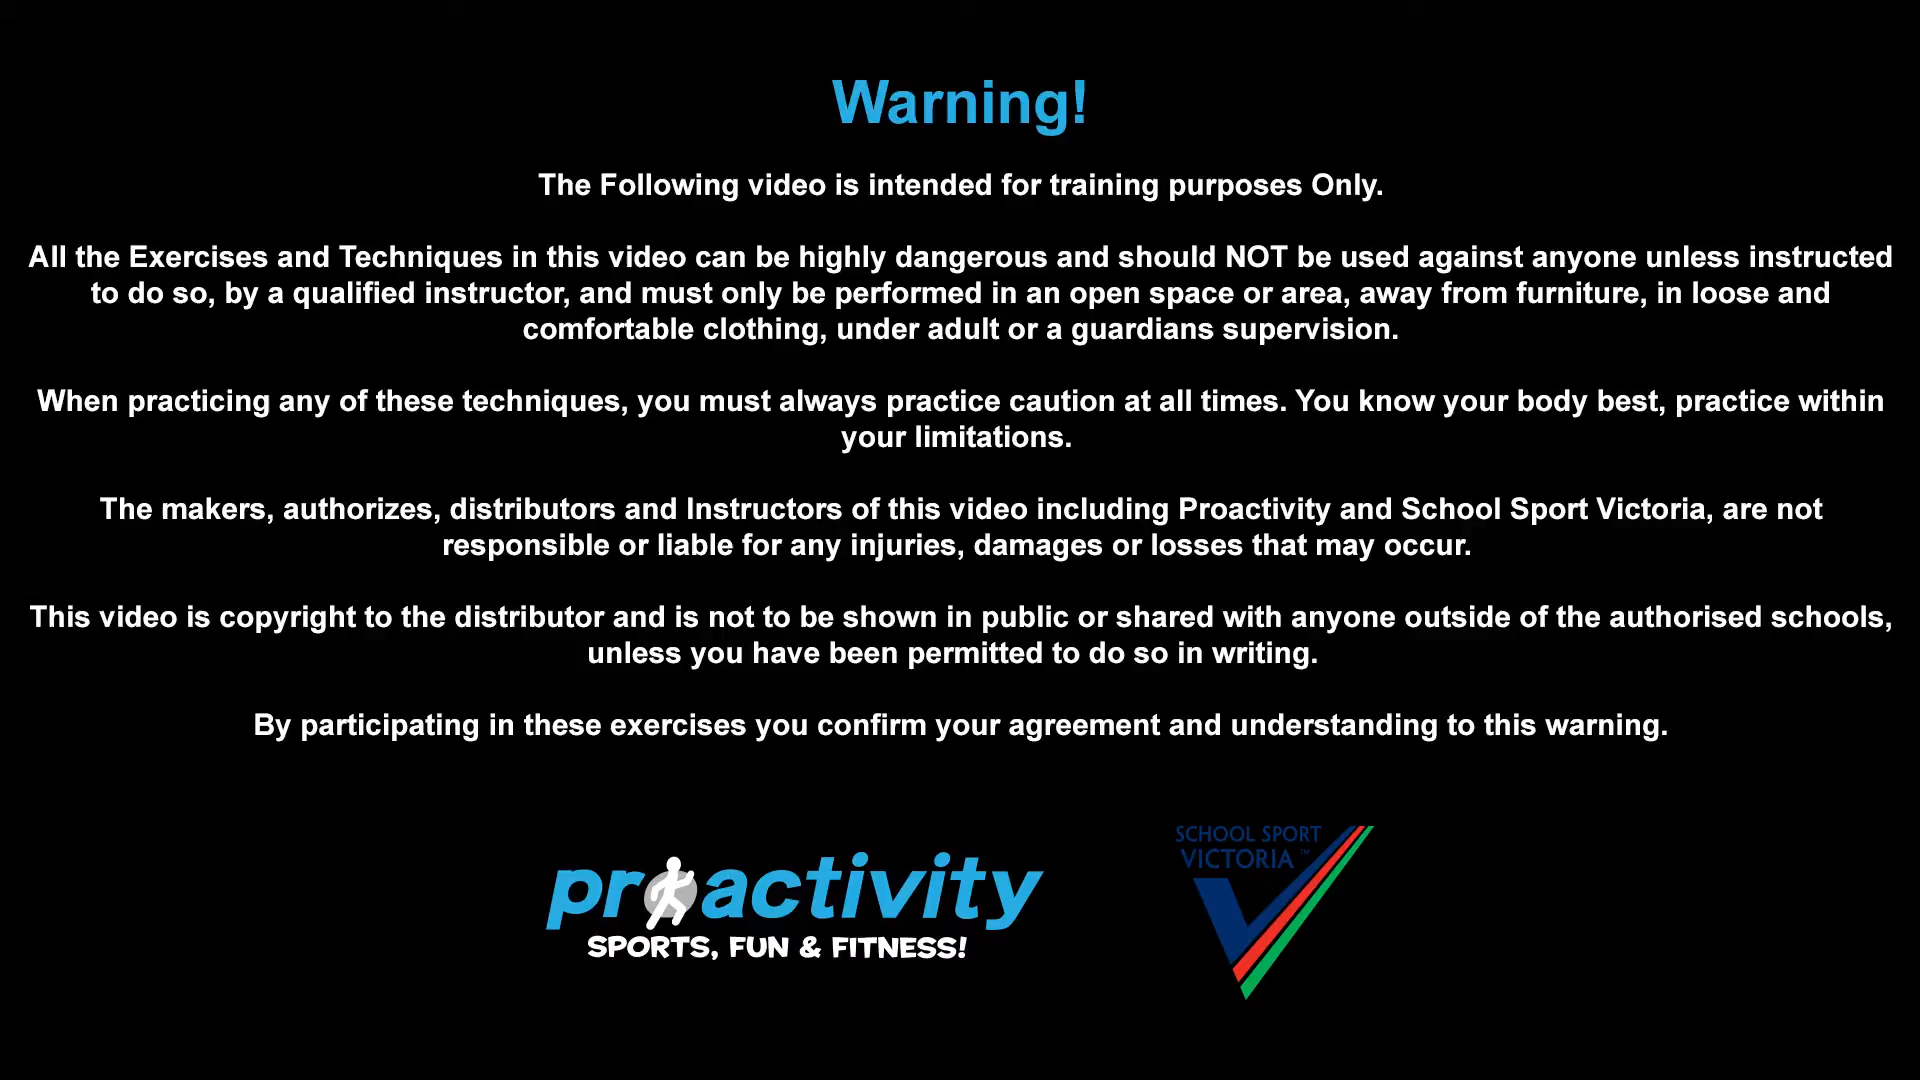 Warning!
The Following video is intended for training purposes Only.
All the Exercises and Techniques in this video can be highly dangerous and should NOT be used against anyone unless instructed
to do so, by a qualified instructor, and must only be performed in an open space or area, away from furniture, in loose and
comfortable clothing, under adult or a guardians supervision.
When practicing any of these techniques, you must always practice caution at all times. You know your body best, practice within
your limitations.
The makers, authorizes, distributors and Instructors of this video including Proactivity and School Sport Victoria, are not
responsible or liable for any injuries, damages or losses that may occur.
This video is copyright to the distributor and is not to be shown in public or shared with anyone outside of the authorised schools,
unless you have been permitted to do so in writing.
By participating in these exercises you confirm your agreement and understanding to this warning.
proactivity
SPORTS, FUN & FITNESS!
SCHOOL SPORT
VICTORIA ™